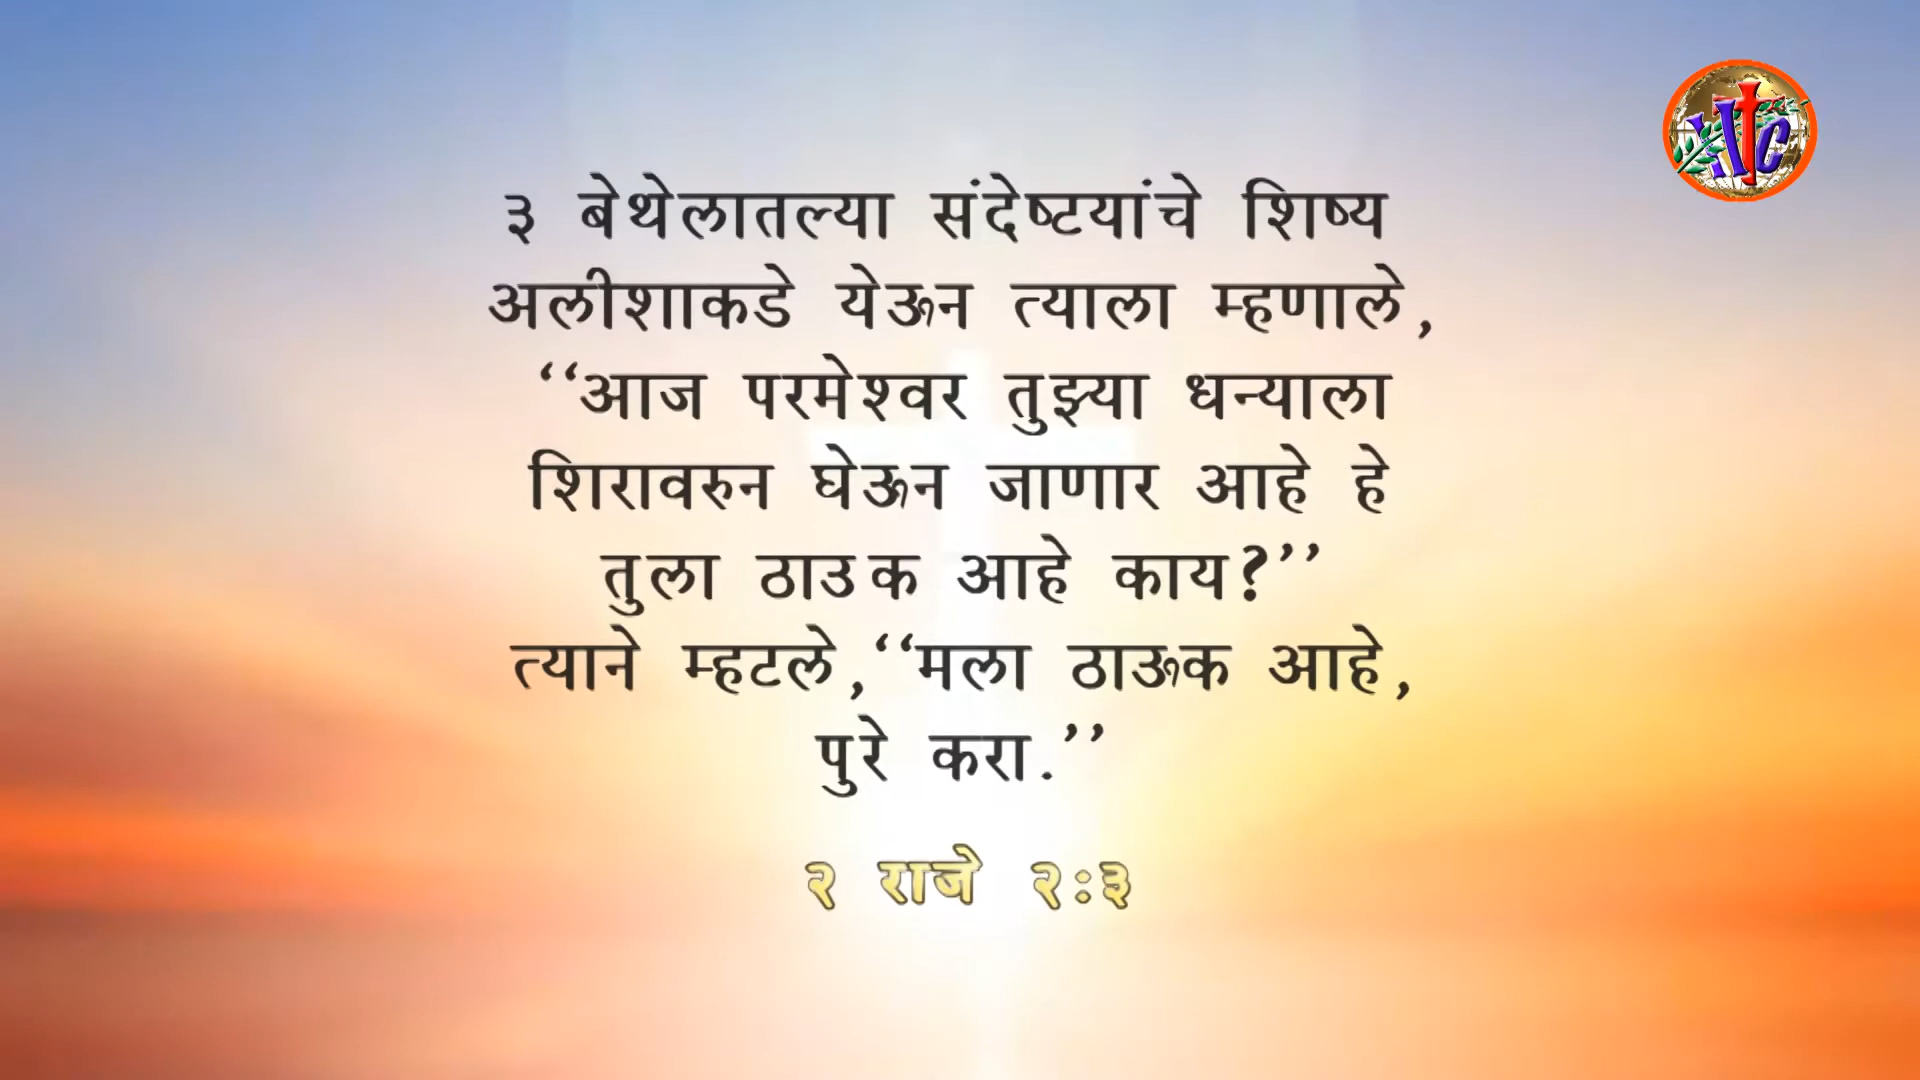 ३ बेथेलातल्या संदेष्टयांचे शिष्य
अलीशाकडे येऊन त्याला म्हणाले,
‘‘आज परमेश्वर तुझ्या धन्याला
शिरावरुन घेऊन जाणार आहे हे
तुला ठाउक आहे काय?’’
त्याने म्हटले,‘‘मला ठाऊक आहे,
पुरे करा.’’
२ राजे २:३